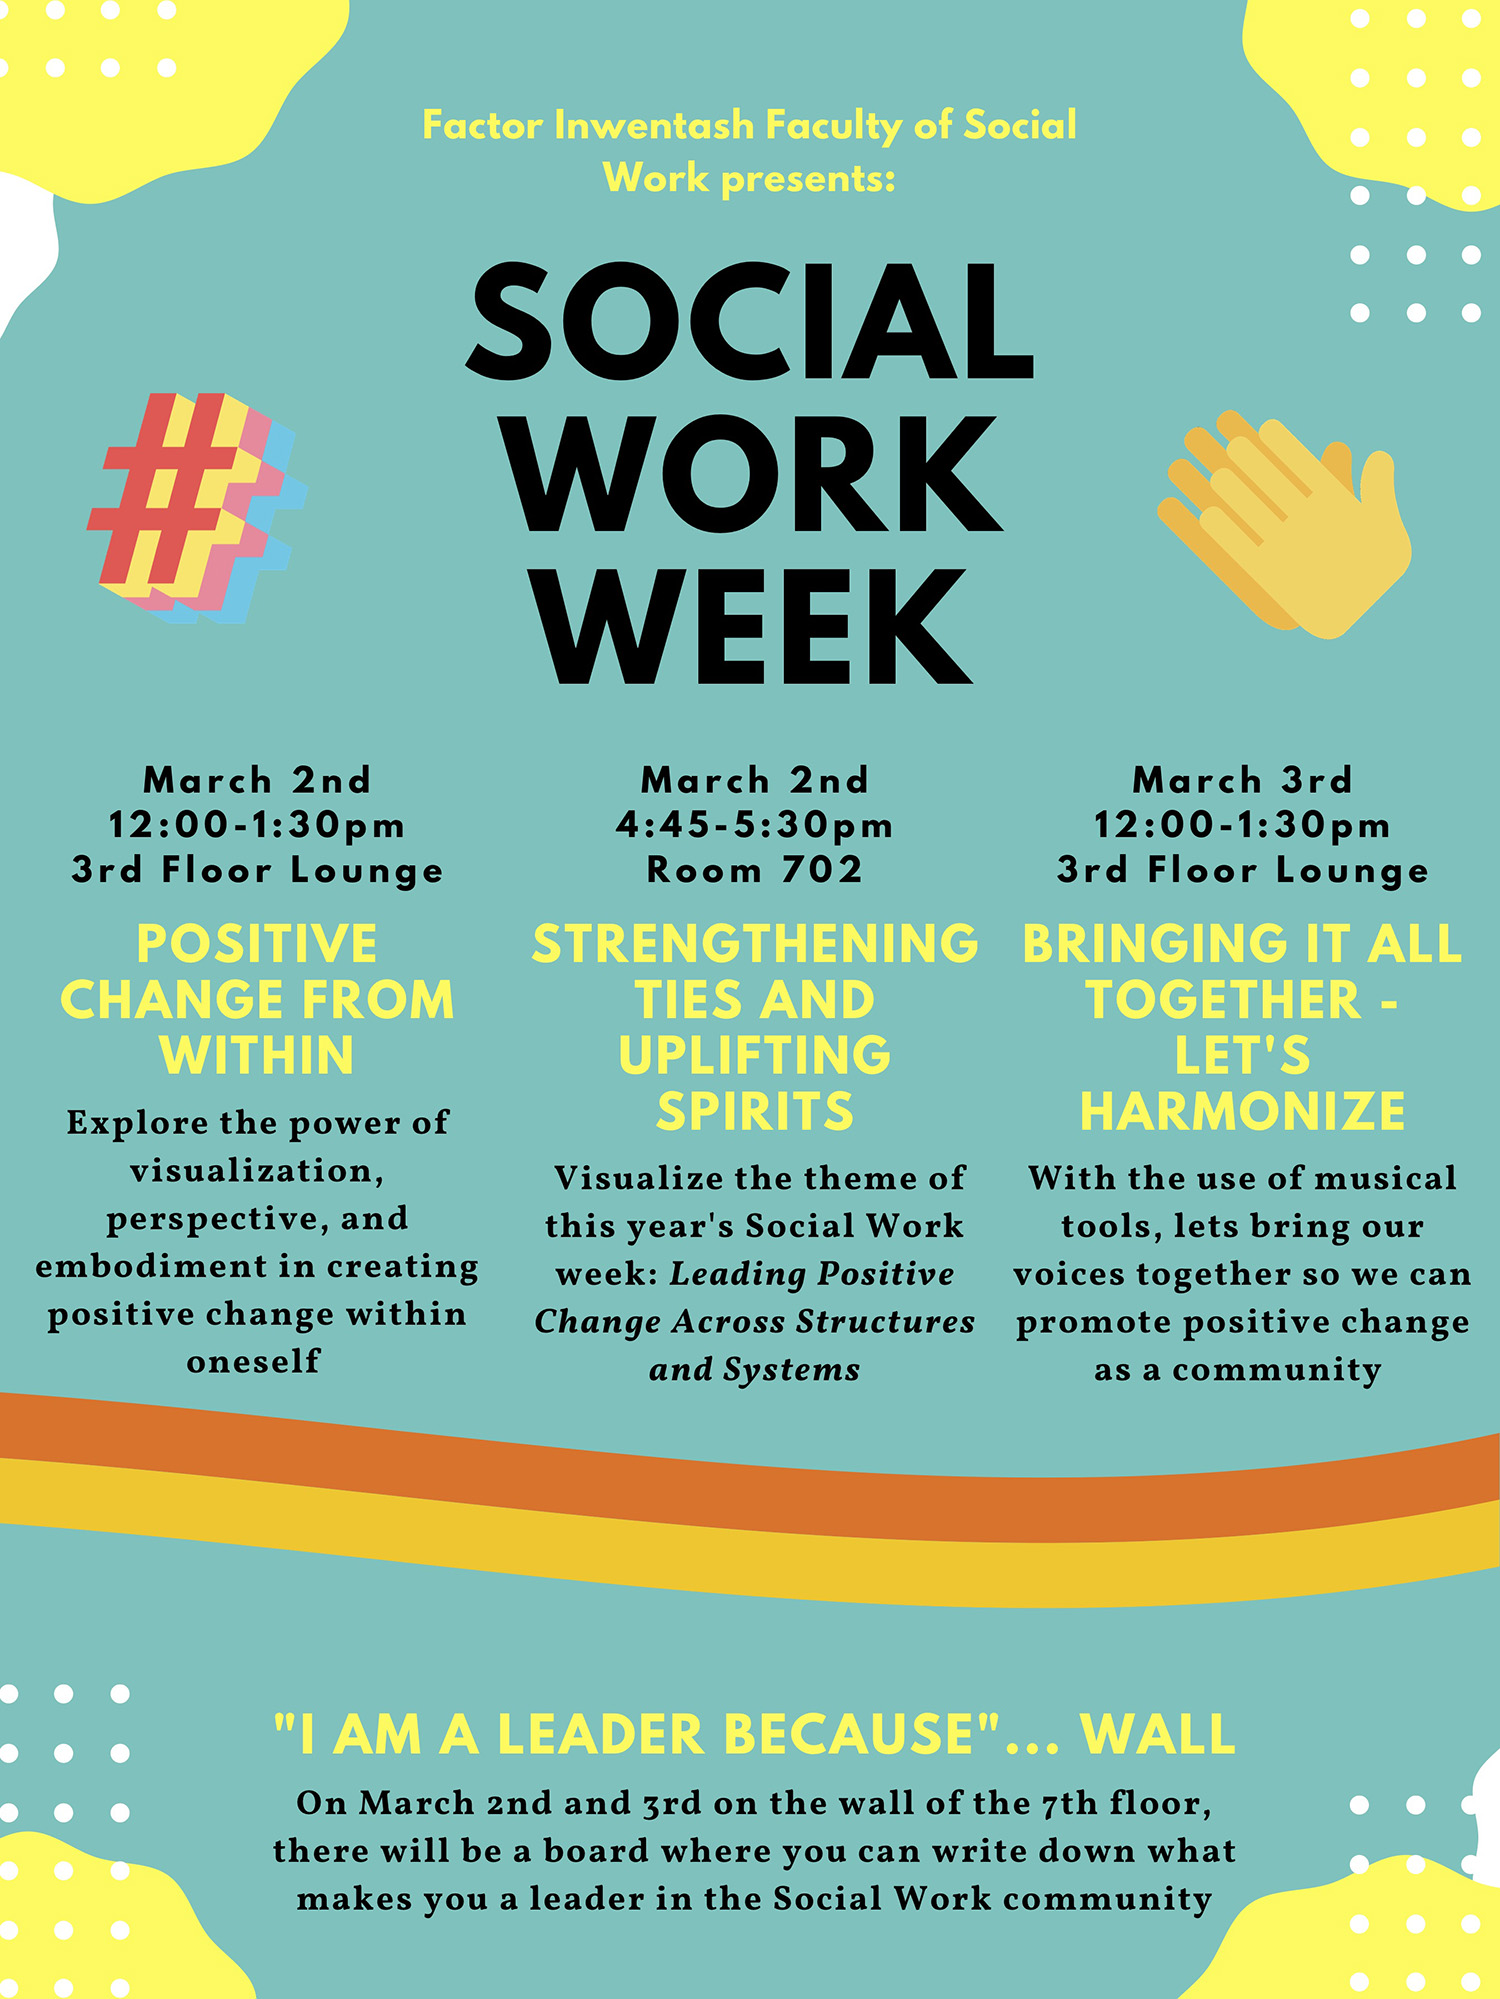 Factor Inwentash Faculty of Social
Work presents:
SOCIAL
WORK
WEEK
#
March 2nd
12:00-1:30pm
3rd Floor Lounge
POSITIVE
CHANGE FROM
WITHIN
Explore the power of
visualization,
perspective, and
embodiment in creating
positive change within
oneself
March 2nd
4:45-5:30pm
Room 702
STRENGTHENING
TIES AND
UPLIFTING
SPIRITS
Visualize the theme of
this year's Social Work
week: Leading Positive
Change Across Structures
and Systems
March 3rd
12:00-1:30pm
3rd Floor Lounge
BRINGING IT ALL
TOGETHER -
LET'S
HARMONIZE
With the use of musical
tools, lets bring our
voices together so we can
promote positive change
as a community
"I AM A LEADER BECAUSE"... WALL
On March 2nd and 3rd on the wall of the 7th floor,
there will be a board where you can write down what
makes you a leader in the Social Work community